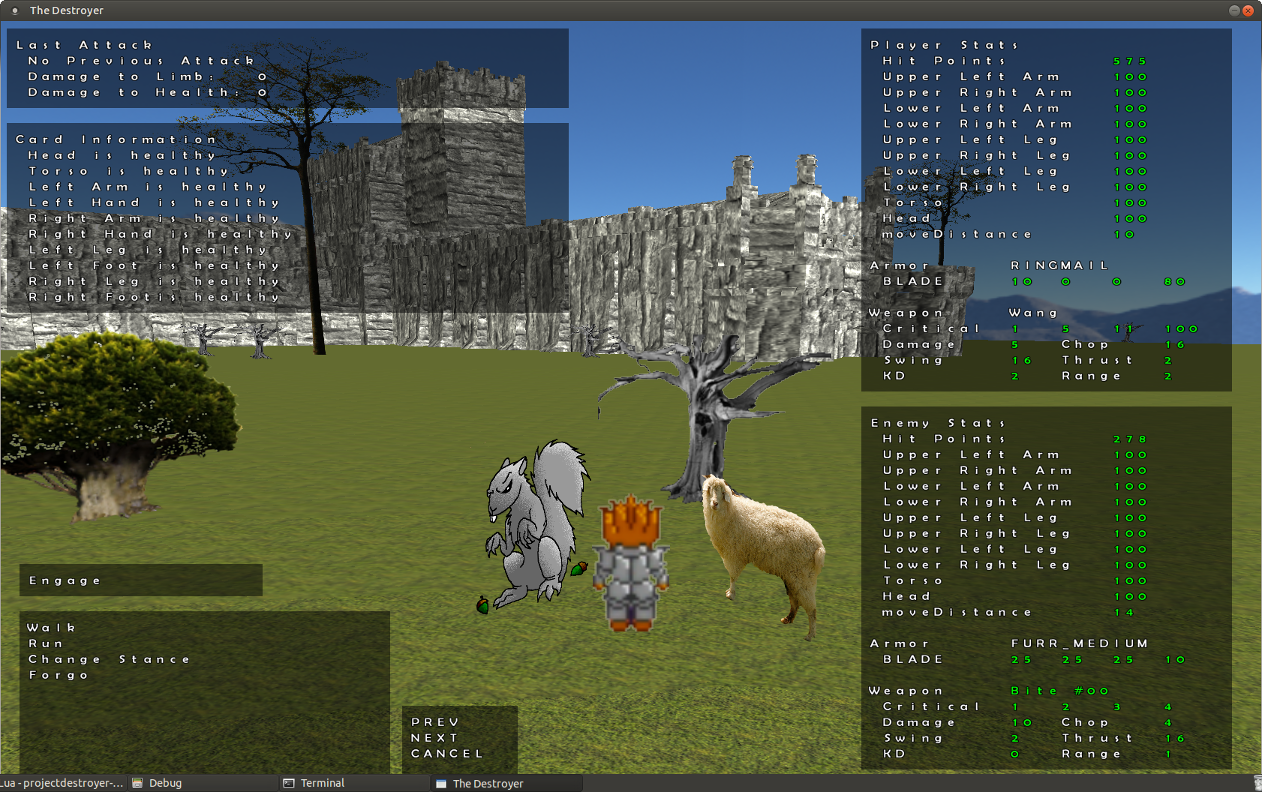 The Destroyer
Last Attack
No Previous Attack
Damage to Limb: 0
Damage to Health: 0
Card Information
Head is healthy
Torso is healthy
Left Arm is healthy
Left Hand is healthy
Right Arm is healthy
Right Hand is healthy
Left Leg is healthy
Left Foot is healthy
Right Leg is healthy
Right Footis healthy
Player Stats
Hit Points 575
Upper Left Arm 100
Upper Right Arm 100
Lower Left Arm 100
Lower Right Arm 100
Upper Left Leg 100
Upper Right Leg 100
Lower Left Leg 100
Lower Right Leg 100
Torso 100
Head 100
moveDistance 10
Armor RINGMAIL
BLADE 10 0 0 80
Weapon Wang
Critical 1 5 11 100
Damage 5 Chop 16
Swing 16 Thrust 2
KD 2 Range 2
Enemy Stats
Hit Points 278
Upper Left Arm 100
Upper Right Arm 100
Lower Left Arm 100
Lower Right Arm 100
Upper Left Leg 100
Upper Right Leg 100
Lower Left Leg 100
Lower Right Leg 100
Torso 100
Head 100
moveDistance 14
Armor FURR_MEDIUM
BLADE 25 25 25 10
Weapon Bite #00
Critical 1 2 3 4
Damage 10 Chop 4
Swing 2 Thrust 16
KD 0 Range 1
Engage
Walk
Run
Change Stance
Forgo
PREV
NEXT
CANCEL
Lua - projectdestroyer-...
Debug
Terminal
The Destroyer